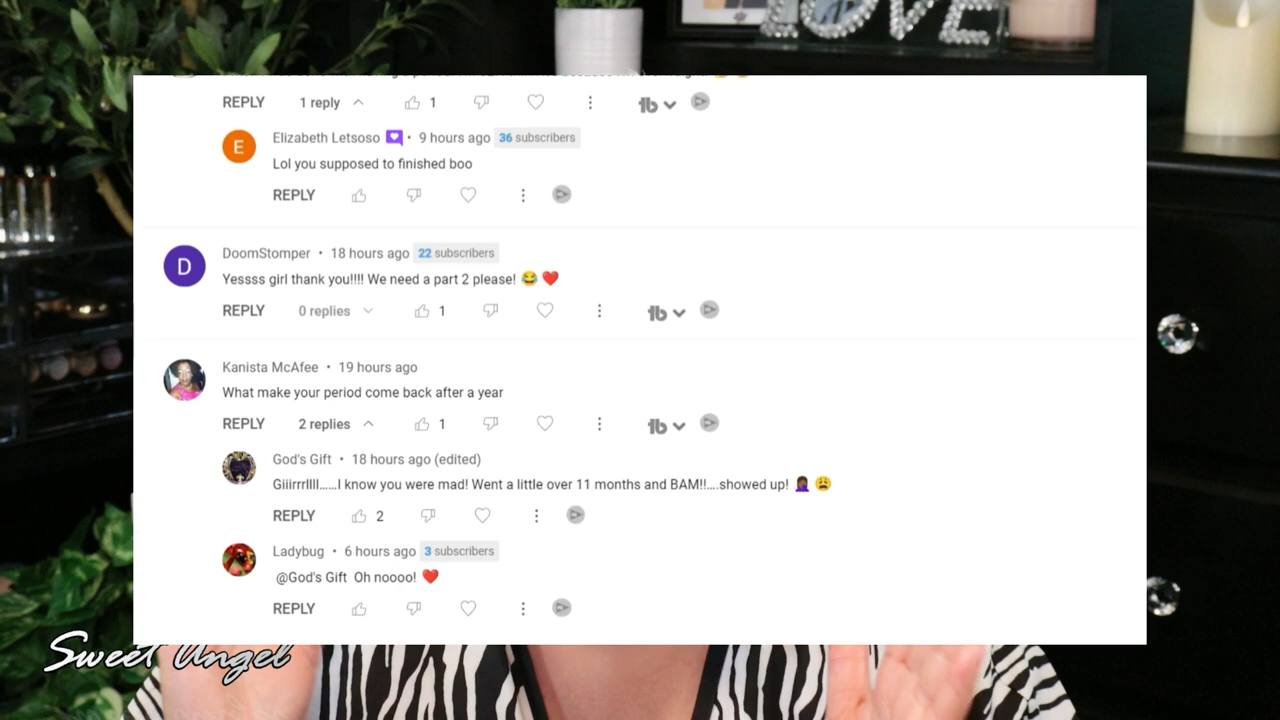 LOVE
REPLY 1 reply 1
Elizabeth Letsoso • 9 hours ago 36 subscribers
Lol you supposed to finished boo
REPLY
DoomStomper • 18 hours ago 22 subscribers
Yessss girl thank you!!!! We need a part 2 please! 😂 ❤️
REPLY 0 replies 1
Kanista McAfee • 19 hours ago
What make your period come back after a year
REPLY 2 replies 1
God's Gift • 18 hours ago (edited)
Giiirrrllll......I know you were mad! Went a little over 11 months and BAM!!....showed up! 🤦🏾‍♀️ 😩
REPLY 2
Ladybug • 6 hours ago 3 subscribers
@God's Gift Oh noooo! ❤️
REPLY
Sweet Angel